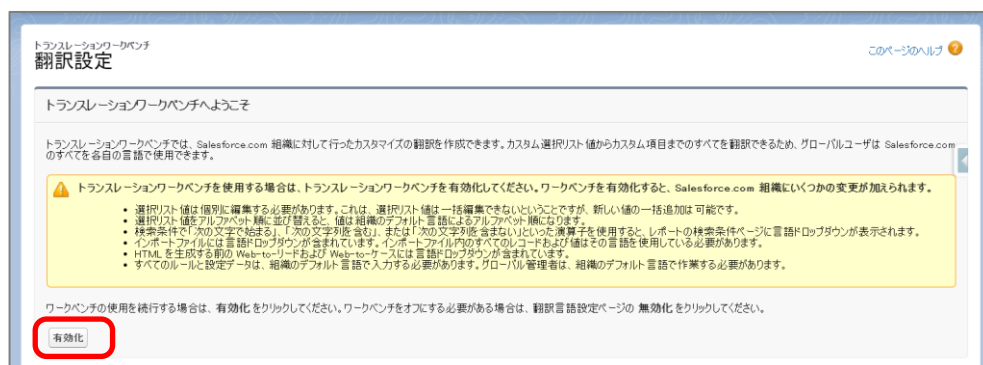 トランスレーションワークベンチ
翻訳設定
このページのヘルプ
トランスレーションワークベンチへようこそ
トランスレーションワークベンチでは、Salesforce.com 組織に対して行ったカスタマイズの翻訳を作成できます。カスタム選択リスト値からカスタム項目までのすべてを翻訳できるため、グローバルユーザは Salesforce.com
のすべてを各自の言語で使用できます。
トランスレーションワークベンチを使用する場合は、トランスレーションワークベンチを有効化してください。ワークベンチを有効化すると、Salesforce.com 組織にいくつかの変更が加えられます。
• 選択リスト値は個別に編集する必要があります。これは、選択リスト値は一括編集できないということですが、新しい値の一括追加は可能です。
• 選択リスト値をアルファベット順に並び替えると、値は組織のデフォルト言語によるアルファベット順になります。
• 検索条件で「次の文字で始まる」、「次の文字列を含む」、または「次の文字列を含まない」といった演算子を使用すると、レポートの検索条件ページに言語ドロップダウンが表示されます。
• インポートファイルには言語ドロップダウンが含まれています。インポートファイル内のすべてのレコードおよび値はその言語を使用している必要があります。
• HTML を生成する前の Web-to-リードおよび Web-to-ケースには言語ドロップダウンが含まれています。
• すべてのルールと設定データは、組織のデフォルト言語で入力する必要があります。グローバル管理者は、組織のデフォルト言語で作業する必要があります。
ワークベンチの使用を続行する場合は、有効化 をクリックしてください。ワークベンチをオフにする必要がある場合は、翻訳言語設定ページの 無効化 をクリックしてください。
有効化